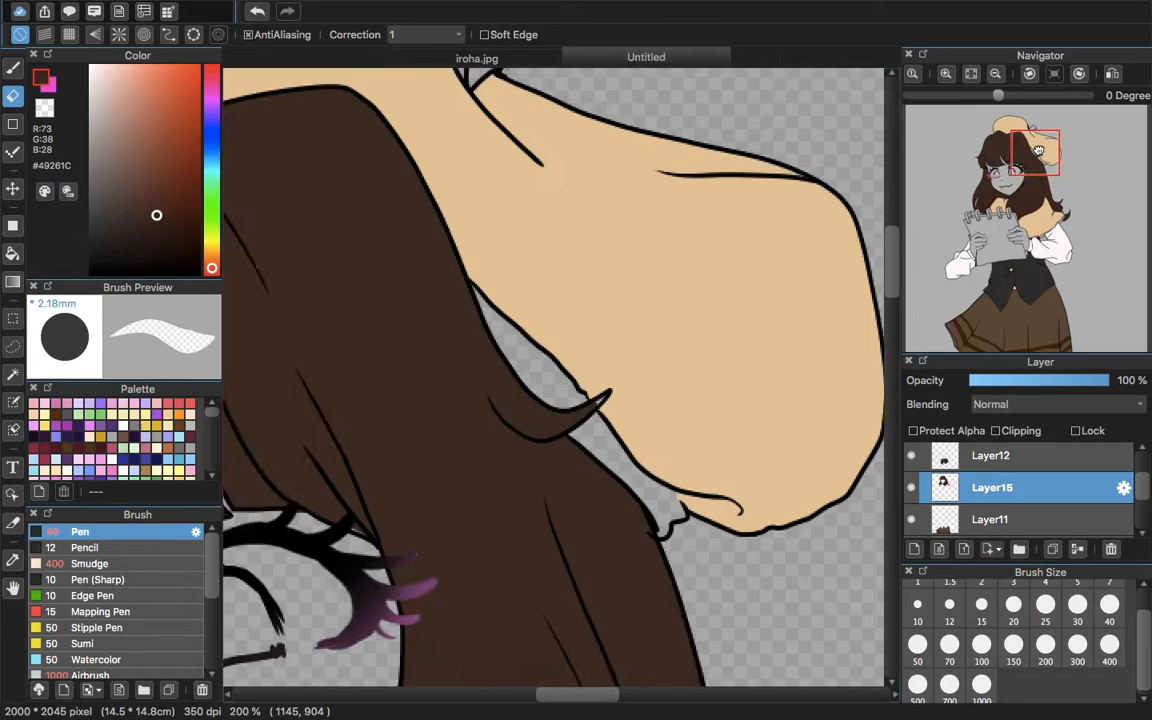 AntiAliasing Correction 1 Soft Edge
Color
iroha.jpg
Untitled
Navigator
0 Degree
R:73
G:38
B:28
#49261C
Brush Preview
* 2.18mm
Palette
---
Brush
40 Pen
12 Pencil
400 Smudge
10 Pen (Sharp)
10 Edge Pen
15 Mapping Pen
50 Stipple Pen
50 Sumi
50 Watercolor
1000 Airbrush
Layer
Opacity 100 %
Blending Normal
Protect Alpha Clipping Lock
Layer12
Layer15
Layer11
Brush Size
1 1.5 2 3 4 5 7
10 12 15 20 25 30 40
50 70 100 150 200 300 400
500 700 1000
2000 * 2045 pixel (14.5 * 14.8cm) 350 dpi 200 % ( 1145, 904 )